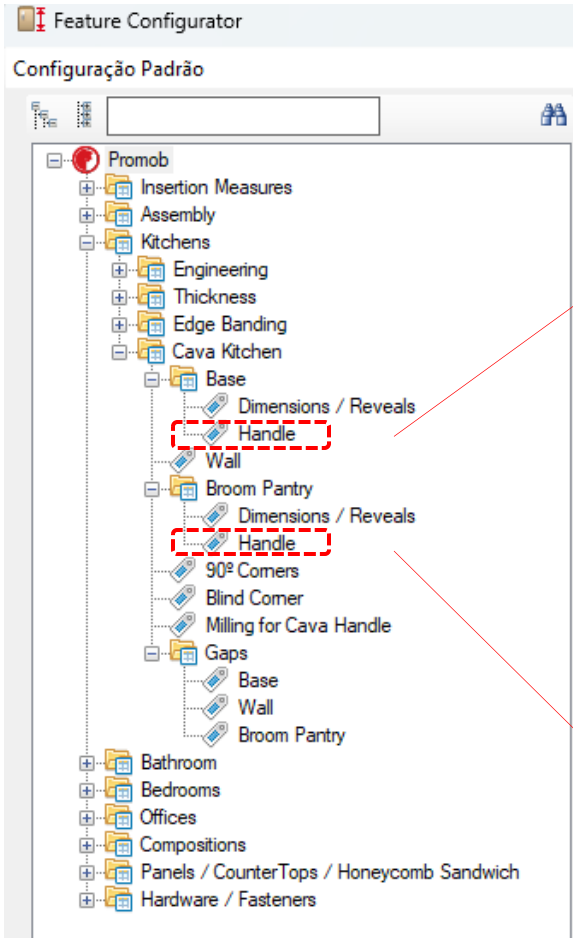 Feature Configurator
Configuração Padrão
Promob
Insertion Measures
Assembly
Kitchens
Engineering
Thickness
Edge Banding
Cava Kitchen
Base
Dimensions / Reveals
Handle
Wall
Broom Pantry
Dimensions / Reveals
Handle
90º Corners
Blind Corner
Milling for Cava Handle
Gaps
Base
Wall
Broom Pantry
Bathroom
Bedrooms
Offices
Compositions
Panels / CounterTops / Honeycomb Sandwich
Hardware / Fasteners